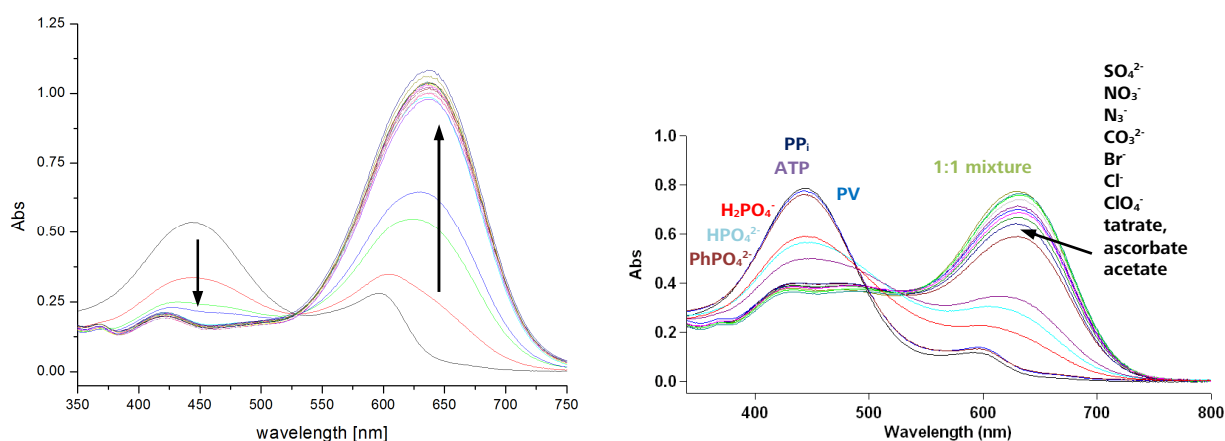 1.25
1.00
0.75
0.50
0.25
0.00
Abs
350 400 450 500 550 600 650 700 750
wavelength [nm]
1.0
0.8
0.6
0.4
0.2
0.0
Abs
400 500 600 700 800
Wavelength (nm)
PPᵢ
ATP
PV
H₂PO₄⁻
HPO₄²⁻
PhPO₄²⁻
1:1 mixture
SO₄²⁻
NO₃⁻
N₃⁻
CO₃²⁻
Br⁻
Cl⁻
ClO₄⁻
tatrate,
ascorbate
acetate